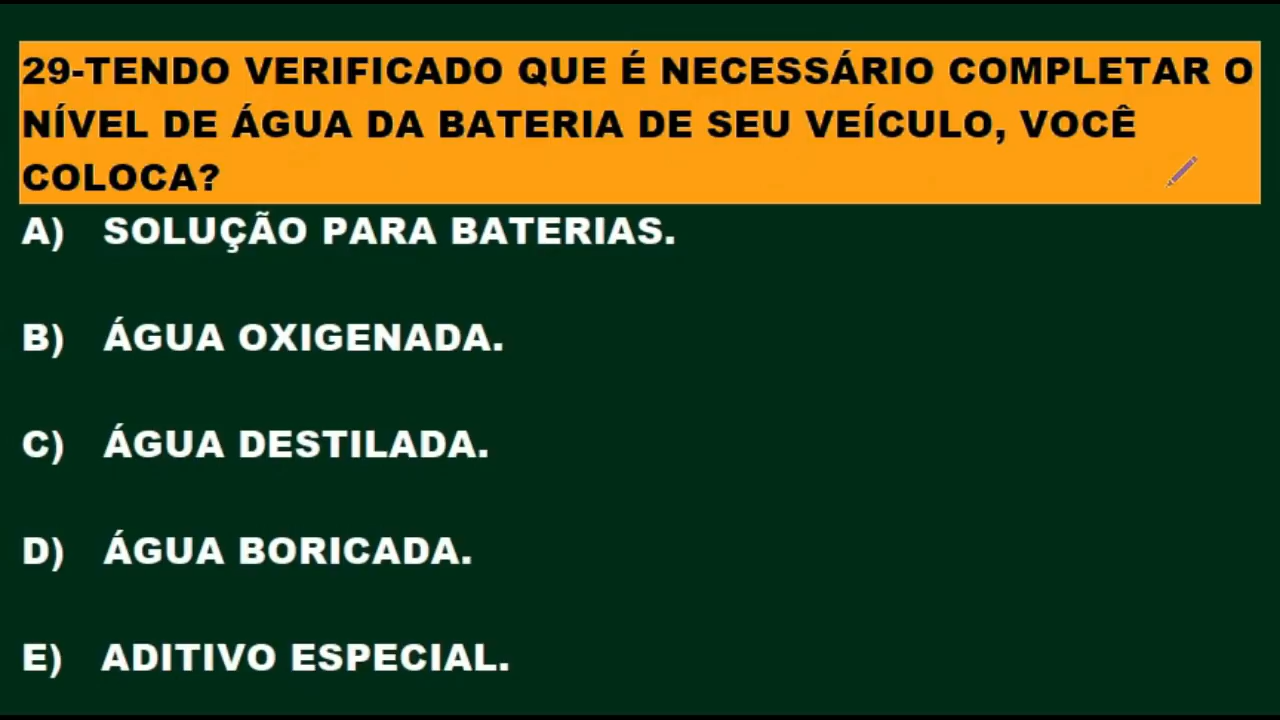 29-TENDO VERIFICADO QUE É NECESSÁRIO COMPLETAR O
NÍVEL DE ÁGUA DA BATERIA DE SEU VEÍCULO, VOCÊ
COLOCA?
A) SOLUÇÃO PARA BATERIAS.
B) ÁGUA OXIGENADA.
C) ÁGUA DESTILADA.
D) ÁGUA BORICADA.
E) ADITIVO ESPECIAL.